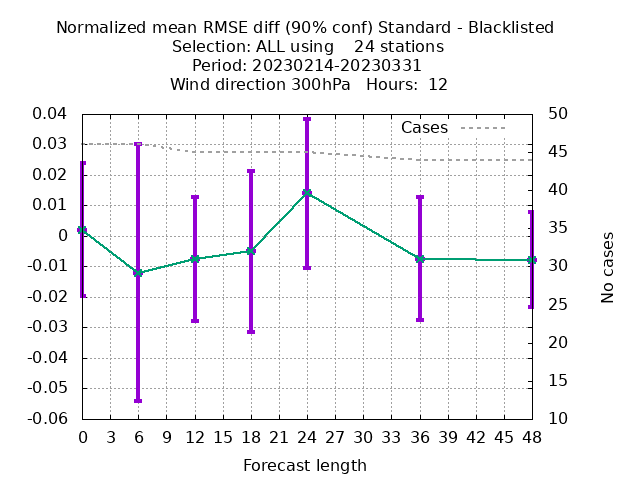 Normalized mean RMSE diff (90% conf) Standard - Blacklisted
Selection: ALL using    24 stations
Period: 20230214-20230331
Wind direction 300hPa   Hours:  12
Cases
0.04
0.03
0.02
0.01
0
-0.01
-0.02
-0.03
-0.04
-0.05
-0.06
50
45
40
35
30
25
20
15
10
No cases
0 3 6 9 12 15 18 21 24 27 30 33 36 39 42 45 48
Forecast length